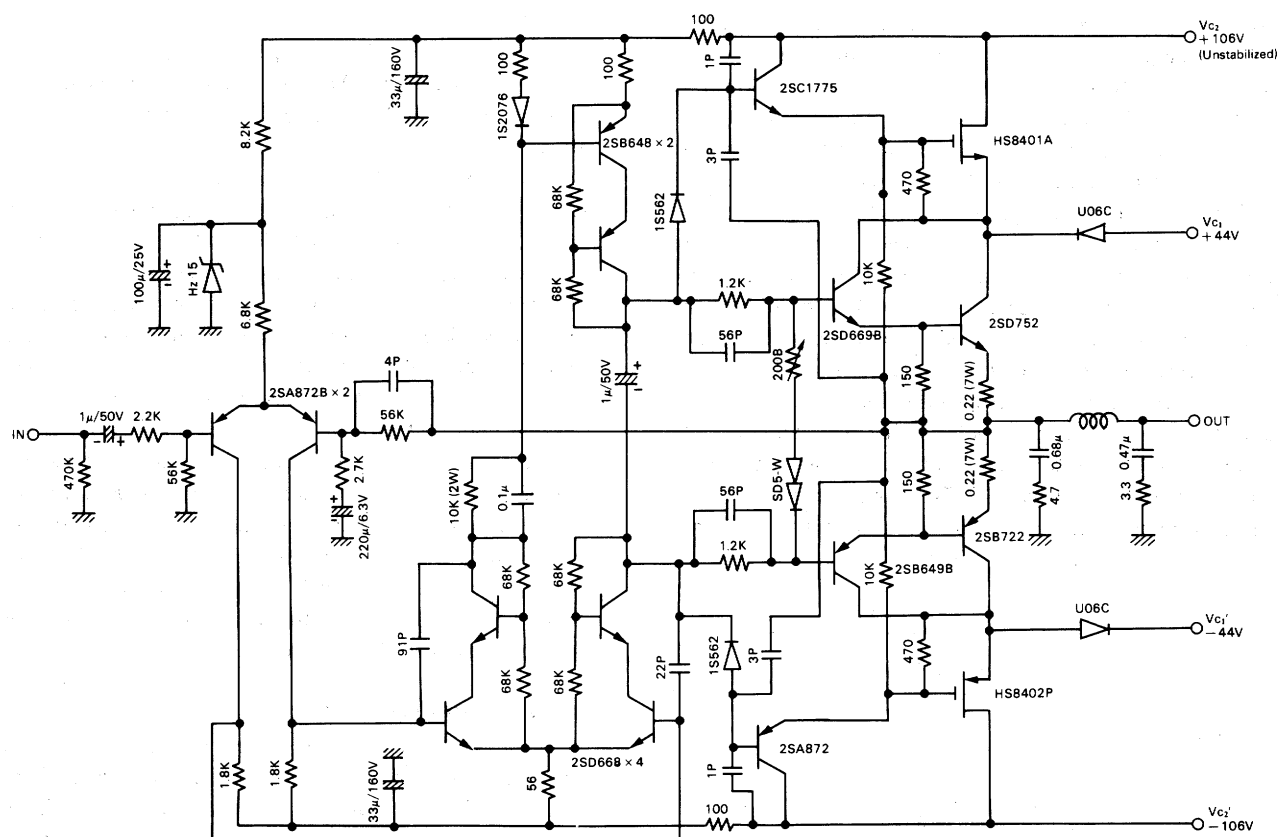 100
Vc₂
+106V
(Unstabilized)
33μ/160V
100
100
1P
2SC1775
1S2076
8.2K
2SB648 × 2
3P
HS8401A
470
68K
1S562
U06C
Vc₁
+44V
100μ/25V
+
-
Hz 15
68K
10K
6.8K
1.2K
2SD669B
2SD752
56P
200B
4P
1μ/50V
+
-
150
0.22 (7W)
2SA872B × 2
1μ/50V
2.2K
56K
IN
-
+
OUT
470K
56K
2.7K
+
-
220μ/6.3V
10K (2W)
0.1μ
SD5-W
150
0.22 (7W)
0.68μ
4.7
0.47μ
3.3
56P
2SB722
1.2K
10K
2SB649B
68K
68K
U06C
Vc₁'
-44V
91P
22P
1S562
3P
470
68K
68K
HS8402P
2SA872
1.8K
1.8K
33μ/160V
56
2SD668 × 4
1P
100
Vc₂'
-106V